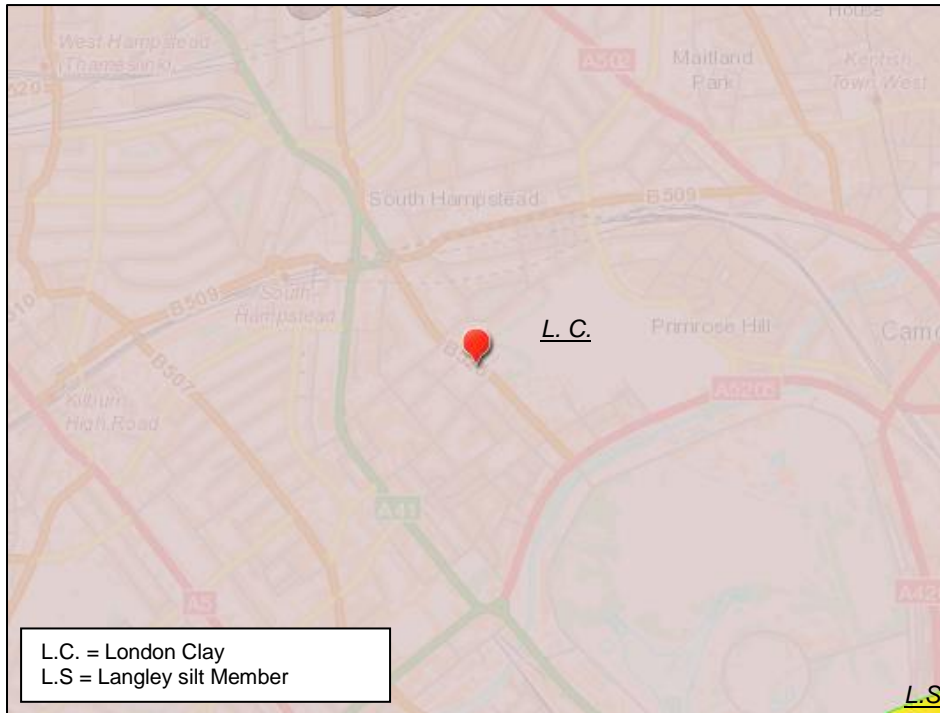 House
West Hampstead
(Thameslink)
A502
Maitland
Park
Kentish
Town West
South Hampstead
B509
B509
South
Hampstead
L. C.
Primrose Hill
B507
A5205
Kilburn
High Road
A41
A5
L.C. = London Clay
L.S = Langley silt Member
L.S